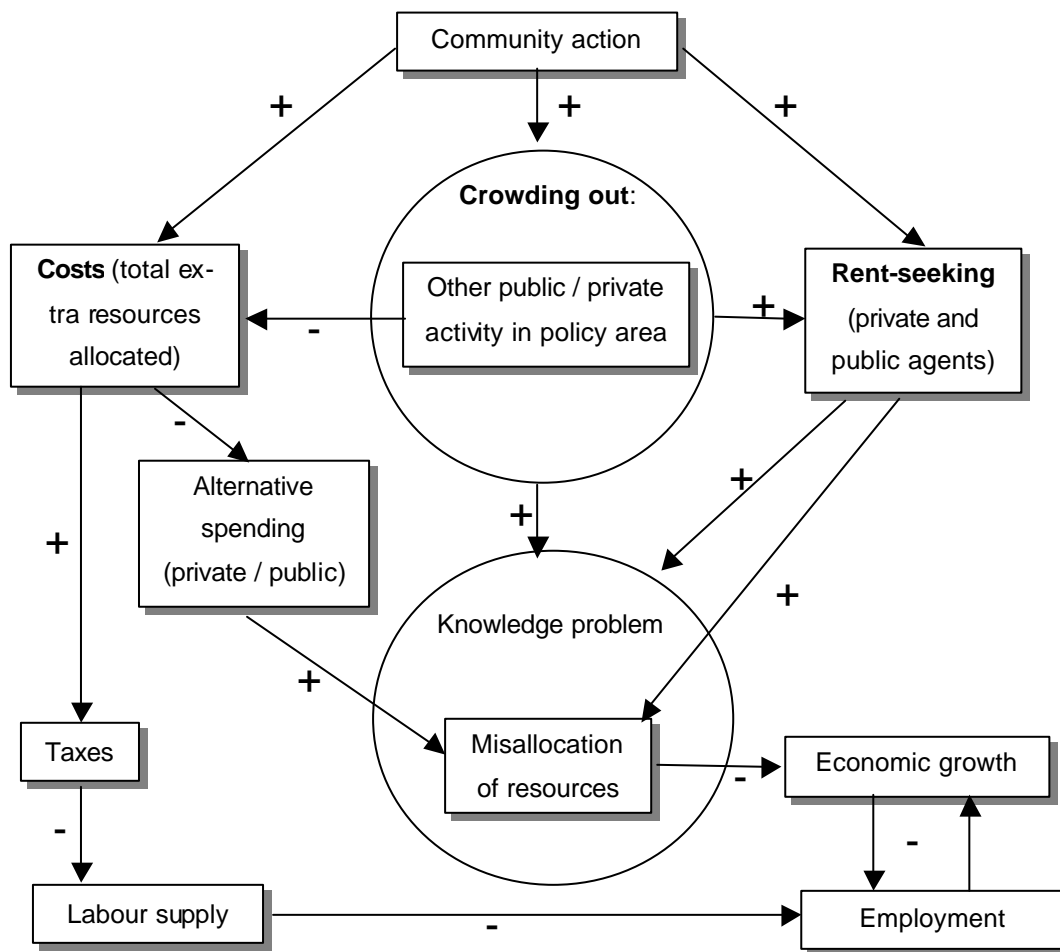 Community action
+
+
+
Crowding out:
Costs (total ex-
tra resources
allocated)
Other public / private
activity in policy area
Rent-seeking
(private and
public agents)
-
+
-
Alternative
spending
(private / public)
+
+
+
+
Knowledge problem
+
Taxes
Misallocation
of resources
-
Economic growth
-
-
Labour supply
-
Employment